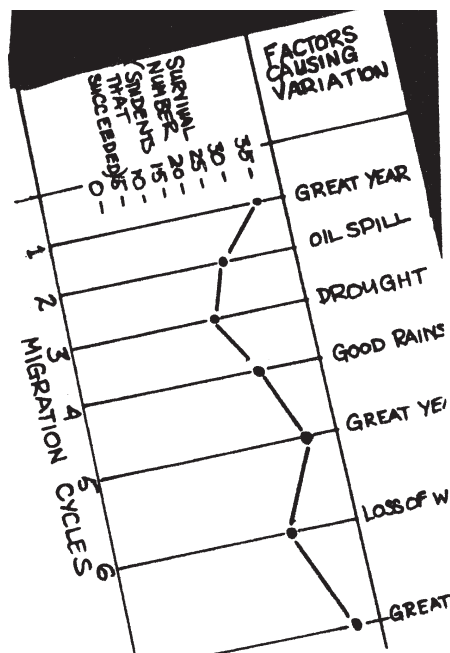 FACTORS
CAUSING
VARIATION
SURVIVAL
NUMBER
(STUDENTS
THAT
SUCCEEDED)
35 -
30 -
25 -
20 -
15 -
10 -
5 -
0 -
GREAT YEAR
OIL SPILL
DROUGHT
GOOD RAINS
GREAT
LOSS OF
GREAT
1
2
3
4
5
6
MIGRATION CYCLES